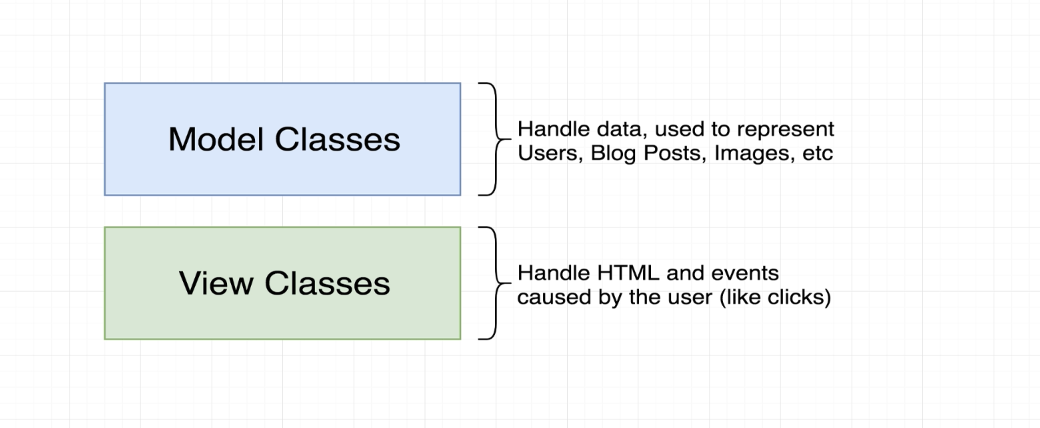 Model Classes
Handle data, used to represent
Users, Blog Posts, Images, etc
View Classes
Handle HTML and events
caused by the user (like clicks)